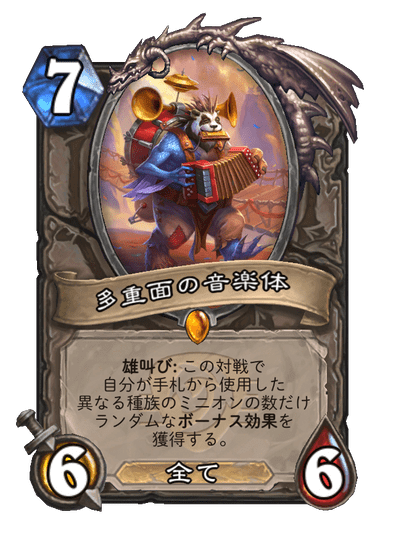 7
多重面の音楽体
雄叫び: この対戦で
自分が手札から使用した
異なる種族のミニオンの数だけ
ランダムなボーナス効果を
獲得する。
6
全て
6